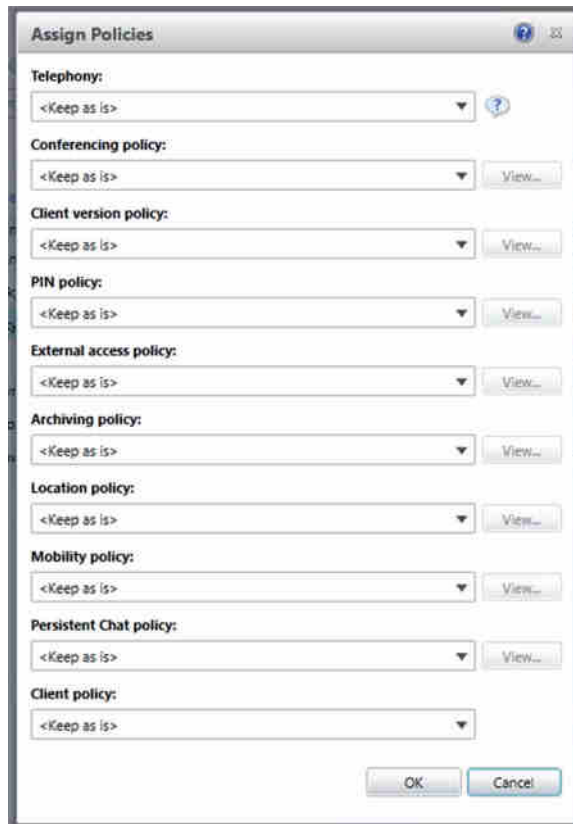 Assign Policies
Telephony:
<Keep as is>
Conferencing policy:
<Keep as is> View...
Client version policy:
<Keep as is> View...
PIN policy:
<Keep as is> View...
External access policy:
<Keep as is> View...
Archiving policy:
<Keep as is> View...
Location policy:
<Keep as is> View...
Mobility policy:
<Keep as is> View...
Persistent Chat policy:
<Keep as is> View...
Client policy:
<Keep as is>
OK Cancel